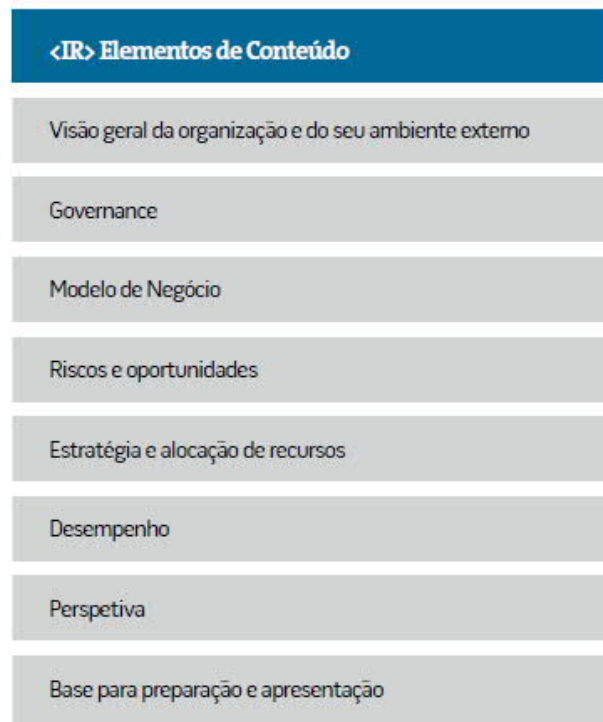 <IR> Elementos de Conteúdo
Visão geral da organização e do seu ambiente externo
Governance
Modelo de Negócio
Riscos e oportunidades
Estratégia e alocação de recursos
Desempenho
Perspetiva
Base para preparação e apresentação